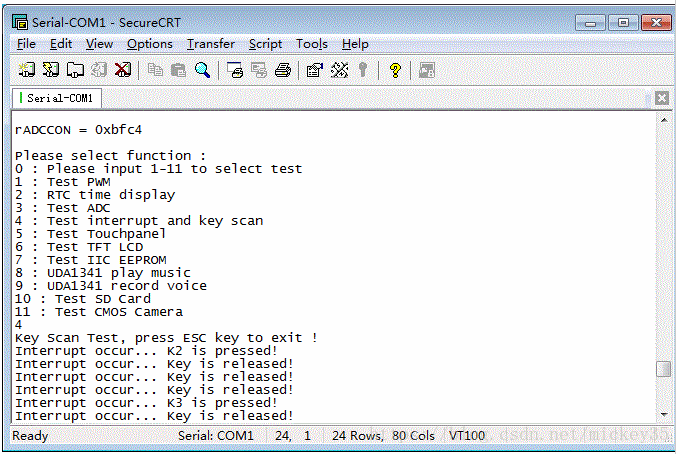 Serial-COM1 - SecureCRT
File Edit View Options Transfer Script Tools Help
Serial-COM1
rADCCON = 0xbfc4
Please select function :
0 : Please input 1-11 to select test
1 : Test PWM
2 : RTC time display
3 : Test ADC
4 : Test interrupt and key scan
5 : Test Touchpanel
6 : Test TFT LCD
7 : Test IIC EEPROM
8 : UDA1341 play music
9 : UDA1341 record voice
10 : Test SD Card
11 : Test CMOS Camera
4
Key Scan Test, press ESC key to exit !
Interrupt occur... K2 is pressed!
Interrupt occur... Key is released!
Interrupt occur... Key is released!
Interrupt occur... Key is released!
Interrupt occur... K3 is pressed!
Interrupt occur... Key is released!
Ready Serial: COM1 24, 1 24 Rows, 80 Cols VT100